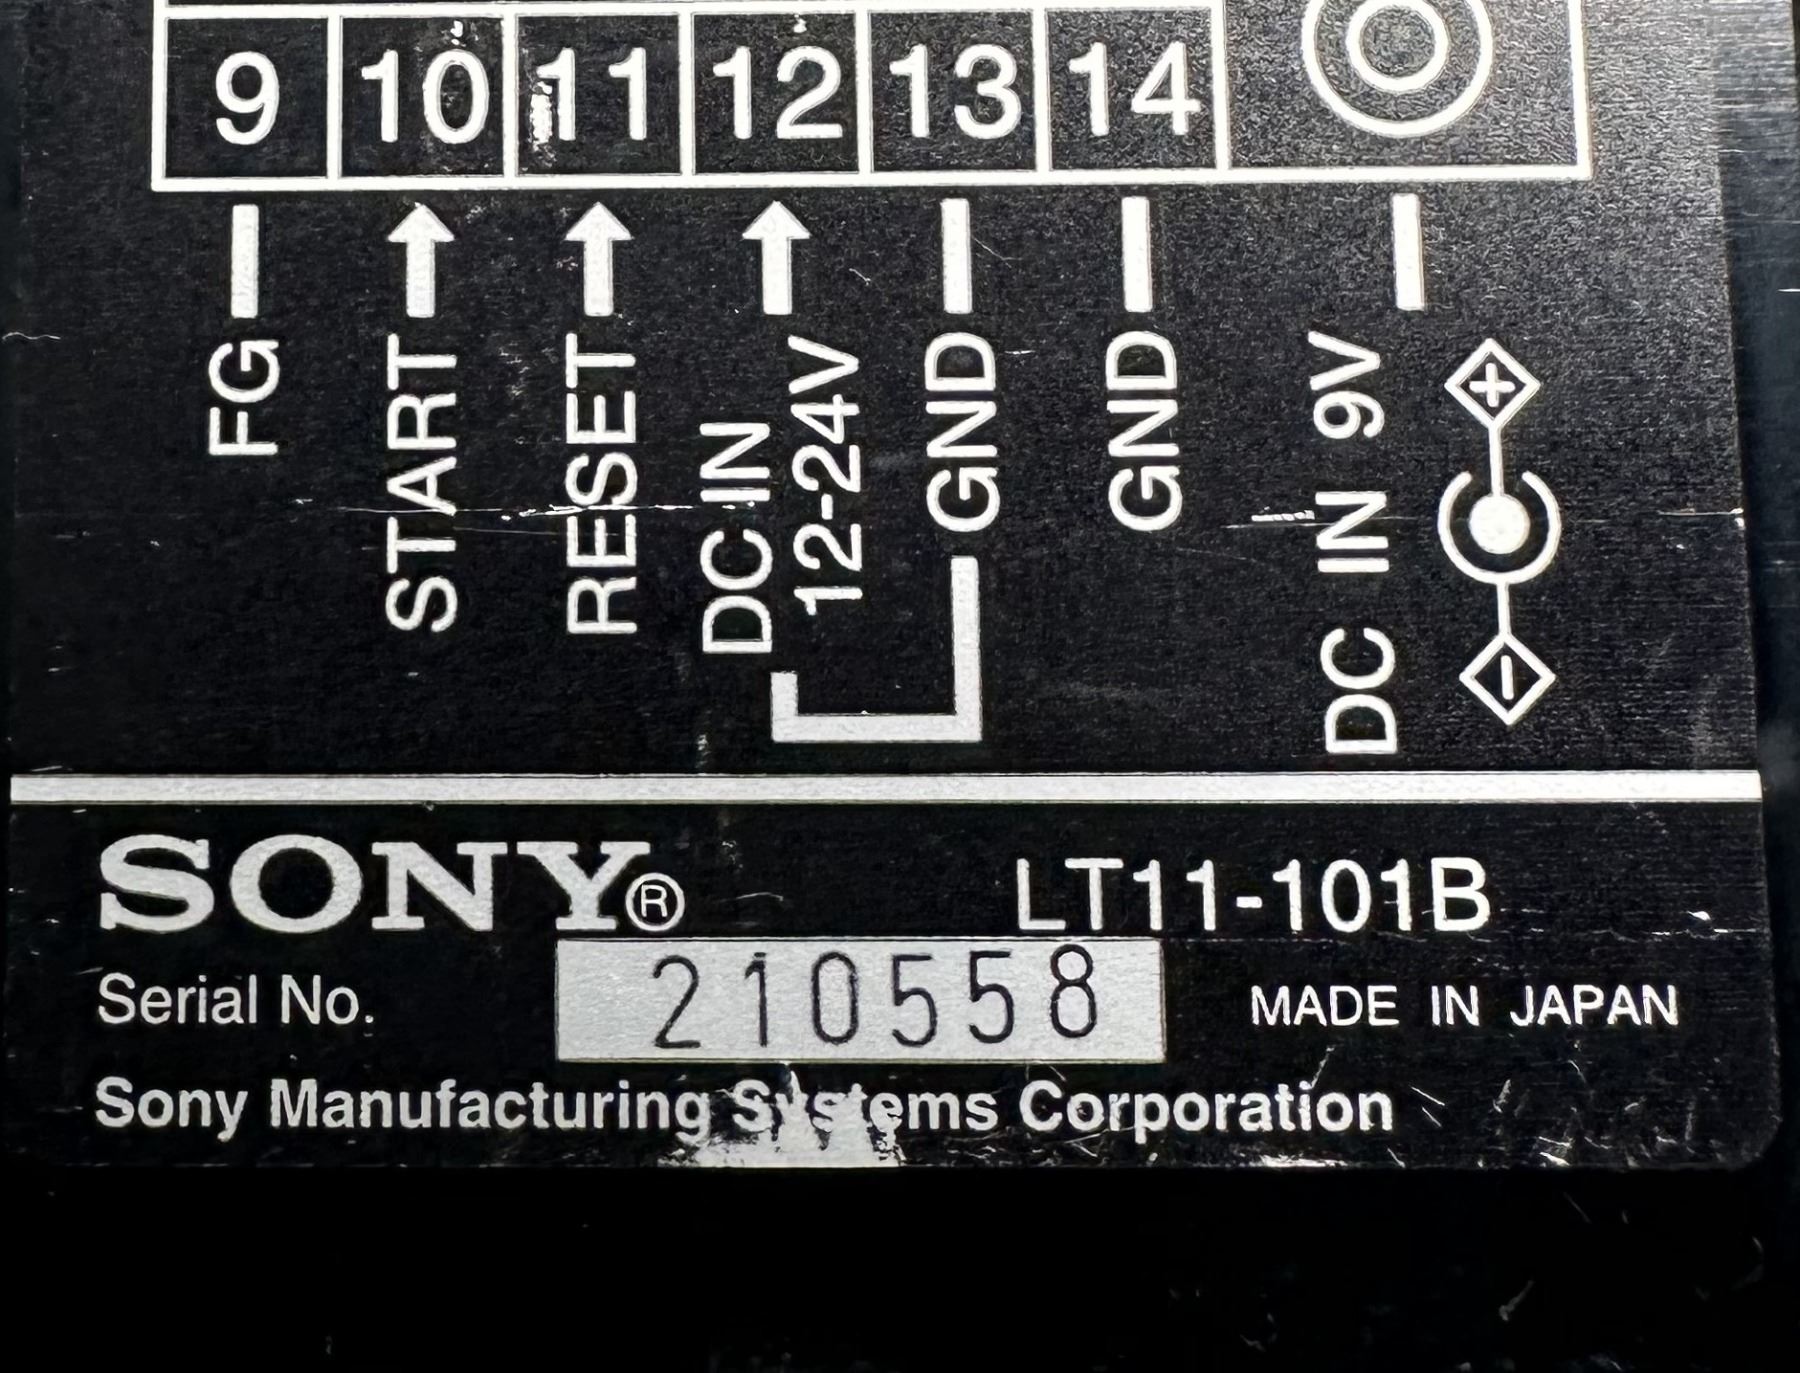 9 10 11 12 13 14
FG
START
RESET
DC IN
12-24V
GND
GND
DC IN 9V
+
-
SONY®
LT11-101B
Serial No. 210558
MADE IN JAPAN
Sony Manufacturing Systems Corporation